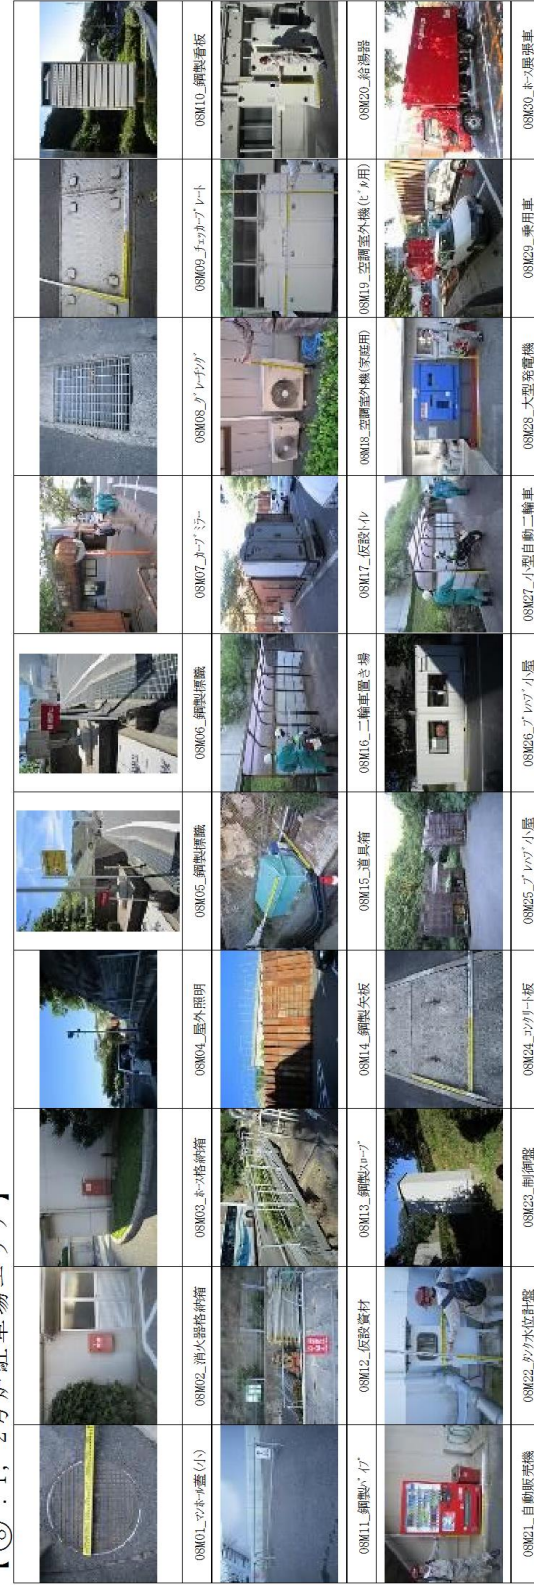 【⑧：1，2号炉駐車場エリア】
08M01_マンホール蓋(小)
08M02_消火器格納箱
08M03_ホース格納箱
08M04_屋外照明
08M05_鋼製標識
08M06_鋼製標識
08M07_カーブミラー
08M08_グレーチング
08M09_チェッカープレート
08M10_鋼製看板
08M11_鋼製パイプ
08M12_仮設資材
08M13_鋼製スロープ
08M14_鋼製矢板
08M15_道具箱
08M16_二輪車置き場
08M17_仮設トイレ
08M18_空調室外機(家庭用)
08M19_空調室外機(ビル用)
08M20_給湯器
08M21_自動販売機
08M22_タンク水位計盤
08M23_制御盤
08M24_コンクリート板
08M25_プレハブ小屋
08M26_プレハブ小屋
08M27_小型自動二輪車
08M28_大型発電機
08M29_乗用車
08M30_ホース展張車